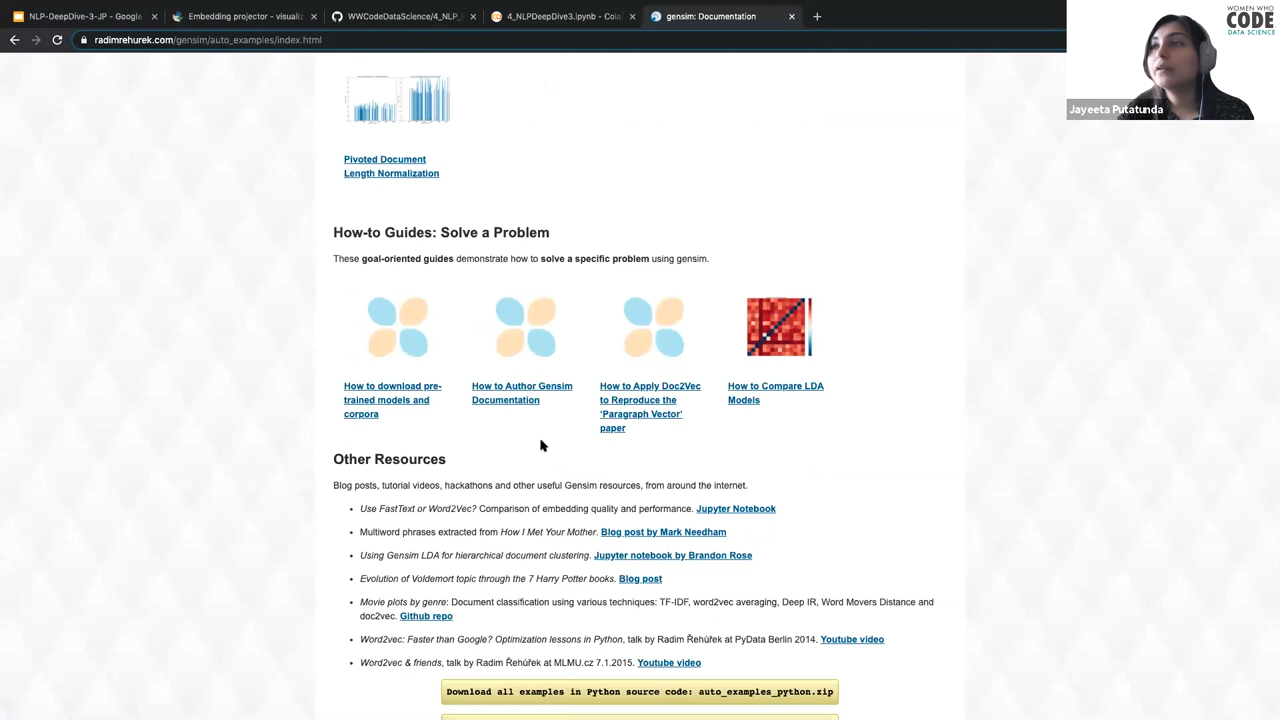 NLP-DeepDive-3-JP - Google
Embedding projector - visualiz
WWCodeDataScience/4_NLP_
4_NLPDeepDive3.ipynb - Cola
gensim: Documentation
radimrehurek.com/gensim/auto_examples/index.html
WOMEN WHO
CODE
DATA SCIENCE
Jayeeta Putatunda
Pivoted Document
Length Normalization
How-to Guides: Solve a Problem
These goal-oriented guides demonstrate how to solve a specific problem using gensim.
How to download pre-
trained models and
corpora
How to Author Gensim
Documentation
How to Apply Doc2Vec
to Reproduce the
'Paragraph Vector'
paper
How to Compare LDA
Models
Other Resources
Blog posts, tutorial videos, hackathons and other useful Gensim resources, from around the internet.
• Use FastText or Word2Vec? Comparison of embedding quality and performance. Jupyter Notebook
• Multiword phrases extracted from How I Met Your Mother. Blog post by Mark Needham
• Using Gensim LDA for hierarchical document clustering. Jupyter notebook by Brandon Rose
• Evolution of Voldemort topic through the 7 Harry Potter books. Blog post
• Movie plots by genre: Document classification using various techniques: TF-IDF, word2vec averaging, Deep IR, Word Movers Distance and
doc2vec. Github repo
• Word2vec: Faster than Google? Optimization lessons in Python, talk by Radim Řehůřek at PyData Berlin 2014. Youtube video
• Word2vec & friends, talk by Radim Řehůřek at MLMU.cz 7.1.2015. Youtube video
Download all examples in Python source code: auto_examples_python.zip